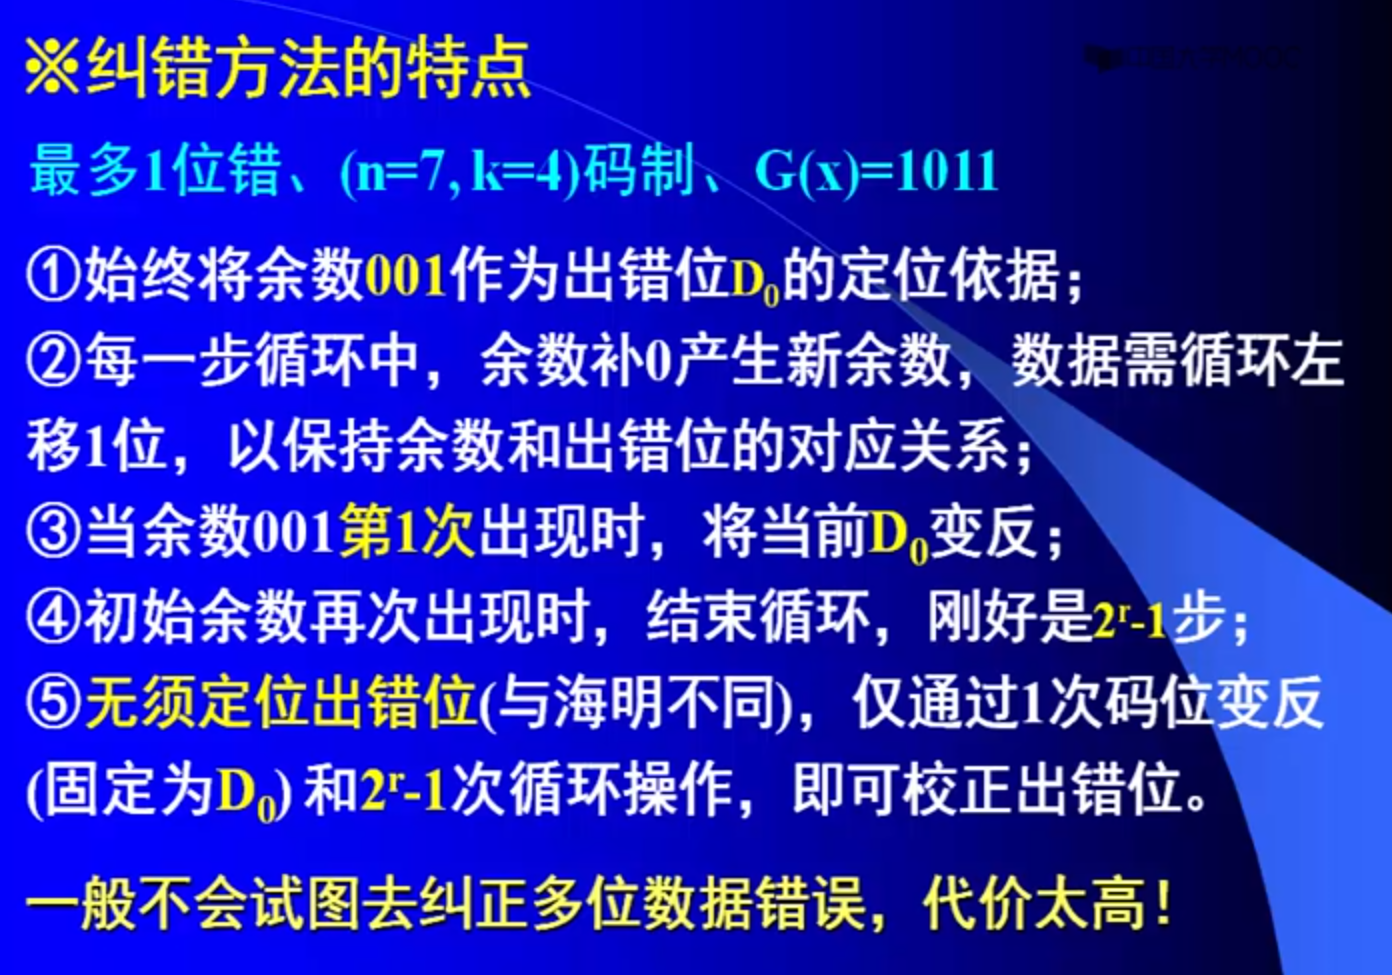 ※纠错方法的特点
最多1位错、(n=7, k=4)码制、G(x)=1011
①始终将余数001作为出错位D₀的定位依据；
②每一步循环中，余数补0产生新余数，数据需循环左
移1位，以保持余数和出错位的对应关系；
③当余数001第1次出现时，将当前D₀变反；
④初始余数再次出现时，结束循环，刚好是2ʳ-1步；
⑤无须定位出错位(与海明不同)，仅通过1次码位变反
(固定为D₀) 和2ʳ-1次循环操作，即可校正出错位。
一般不会试图去纠正多位数据错误，代价太高！